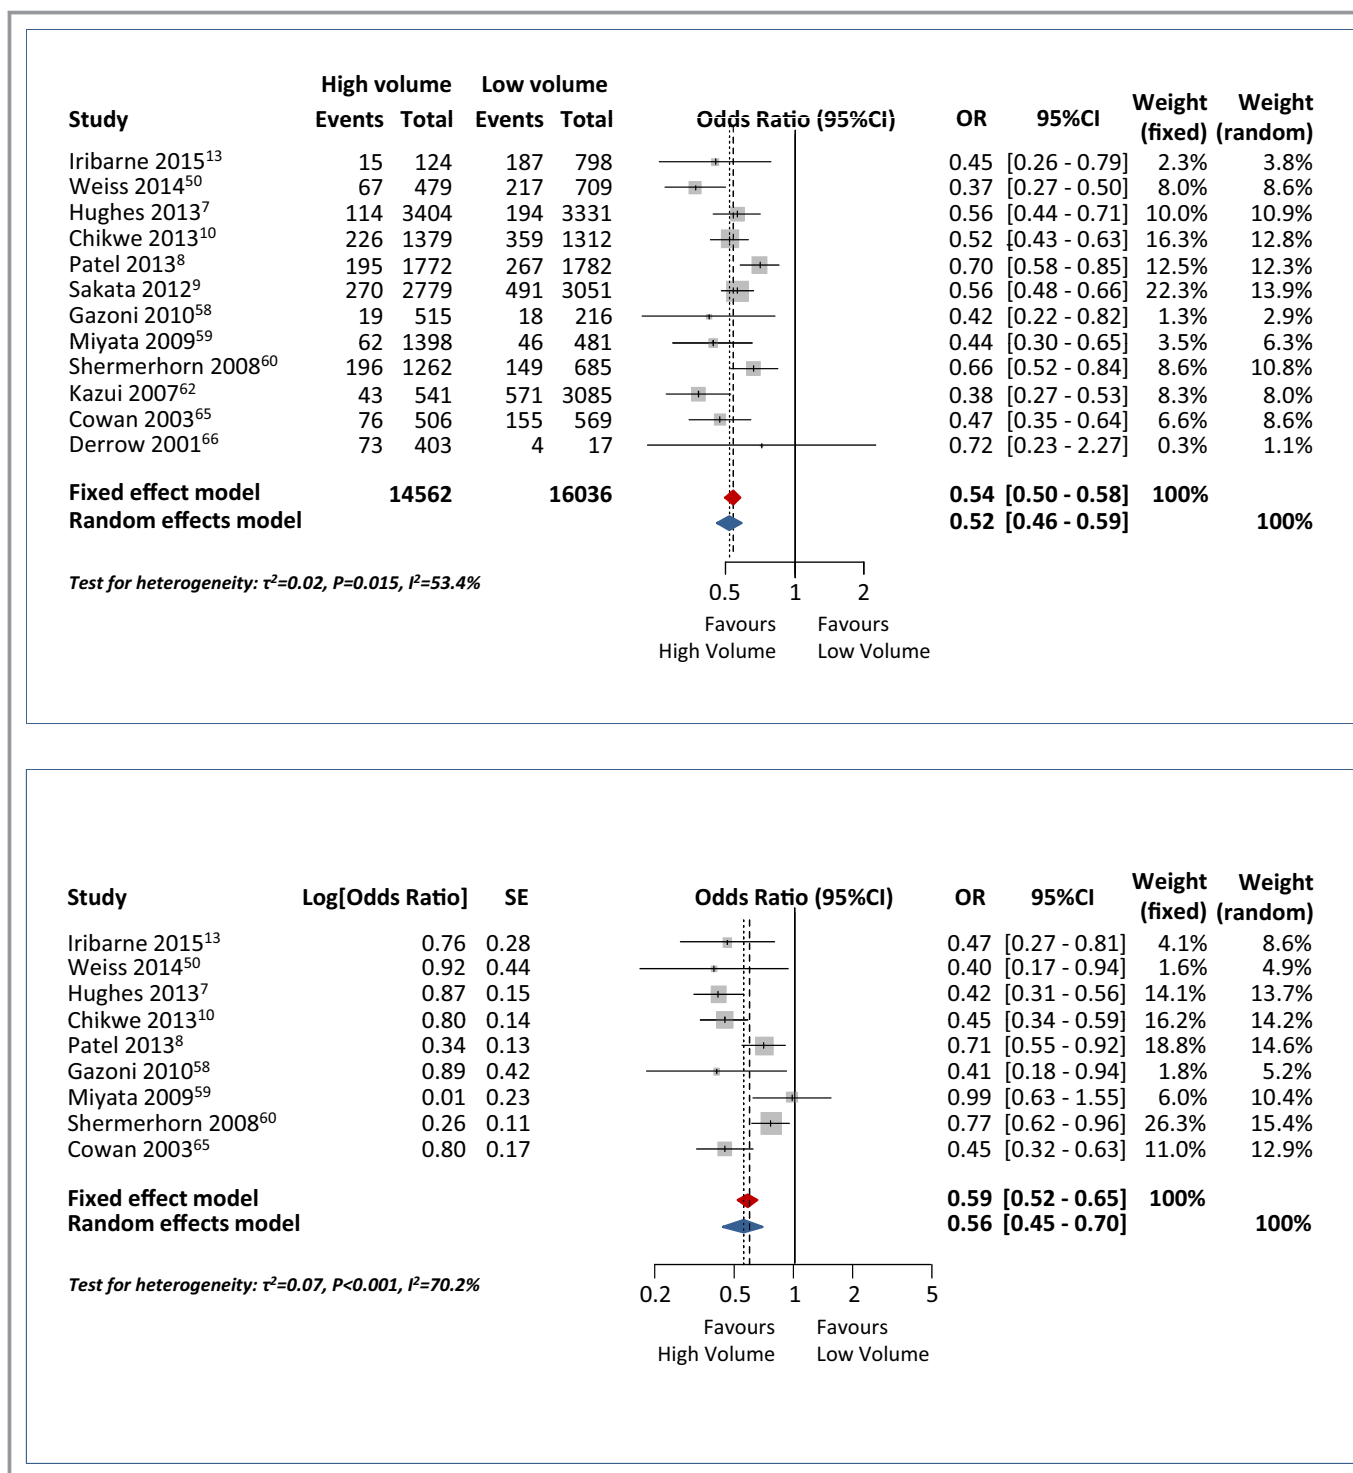 High volume Low volume
Study Events Total Events Total Odds Ratio (95%CI) OR 95%CI Weight (fixed) Weight (random)
Iribarne 2015¹³ 15 124 187 798 0.45 [0.26 - 0.79] 2.3% 3.8%
Weiss 2014⁵⁰ 67 479 217 709 0.37 [0.27 - 0.50] 8.0% 8.6%
Hughes 2013⁷ 114 3404 194 3331 0.56 [0.44 - 0.71] 10.0% 10.9%
Chikwe 2013¹⁰ 226 1379 359 1312 0.52 [0.43 - 0.63] 16.3% 12.8%
Patel 2013⁸ 195 1772 267 1782 0.70 [0.58 - 0.85] 12.5% 12.3%
Sakata 2012⁹ 270 2779 491 3051 0.56 [0.48 - 0.66] 22.3% 13.9%
Gazoni 2010⁵⁸ 19 515 18 216 0.42 [0.22 - 0.82] 1.3% 2.9%
Miyata 2009⁵⁹ 62 1398 46 481 0.44 [0.30 - 0.65] 3.5% 6.3%
Shermerhorn 2008⁶⁰ 196 1262 149 685 0.66 [0.52 - 0.84] 8.6% 10.8%
Kazui 2007⁶² 43 541 571 3085 0.38 [0.27 - 0.53] 8.3% 8.0%
Cowan 2003⁶⁵ 76 506 155 569 0.47 [0.35 - 0.64] 6.6% 8.6%
Derrow 2001⁶⁶ 73 403 4 17 0.72 [0.23 - 2.27] 0.3% 1.1%
Fixed effect model 14562 16036 0.54 [0.50 - 0.58] 100%
Random effects model 0.52 [0.46 - 0.59] 100%
Test for heterogeneity: τ²=0.02, P=0.015, I²=53.4%
0.5 1 2
Favours Favours
High Volume Low Volume
Study Log[Odds Ratio] SE Odds Ratio (95%CI) OR 95%CI Weight (fixed) Weight (random)
Iribarne 2015¹³ 0.76 0.28 0.47 [0.27 - 0.81] 4.1% 8.6%
Weiss 2014⁵⁰ 0.92 0.44 0.40 [0.17 - 0.94] 1.6% 4.9%
Hughes 2013⁷ 0.87 0.15 0.42 [0.31 - 0.56] 14.1% 13.7%
Chikwe 2013¹⁰ 0.80 0.14 0.45 [0.34 - 0.59] 16.2% 14.2%
Patel 2013⁸ 0.34 0.13 0.71 [0.55 - 0.92] 18.8% 14.6%
Gazoni 2010⁵⁸ 0.89 0.42 0.41 [0.18 - 0.94] 1.8% 5.2%
Miyata 2009⁵⁹ 0.01 0.23 0.99 [0.63 - 1.55] 6.0% 10.4%
Shermerhorn 2008⁶⁰ 0.26 0.11 0.77 [0.62 - 0.96] 26.3% 15.4%
Cowan 2003⁶⁵ 0.80 0.17 0.45 [0.32 - 0.63] 11.0% 12.9%
Fixed effect model 0.59 [0.52 - 0.65] 100%
Random effects model 0.56 [0.45 - 0.70] 100%
Test for heterogeneity: τ²=0.07, P<0.001, I²=70.2%
0.2 0.5 1 2 5
Favours Favours
High Volume Low Volume